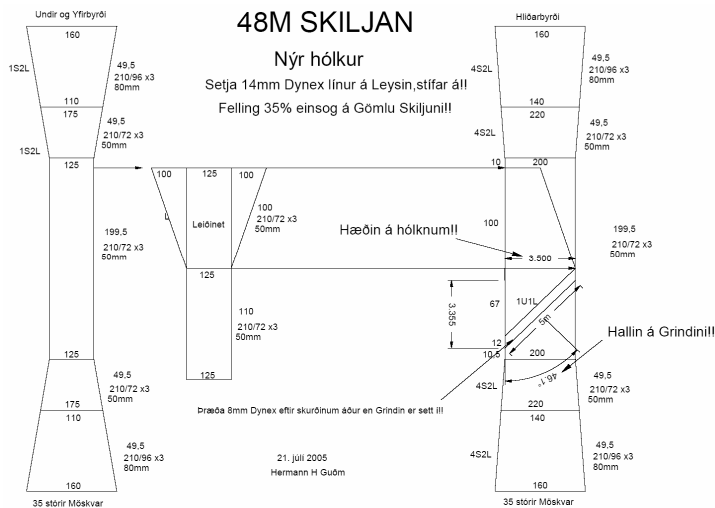 48M SKILJAN
Nýr hólkur
Setja 14mm Dynex línur á Leysin,stífar á!!
Felling 35% einsog á Gömlu Skiljuni!!
Undir og Yfirbyrði
160
1S2L
49,5
210/96 x3
80mm
110
175
49,5
210/72 x3
50mm
1S2L
125
125
199,5
210/72 x3
50mm
125
125
49,5
210/72 x3
50mm
175
110
49,5
210/96 x3
80mm
160
35 stórir Möskvar
100
125
100
L
Leiðinet
100
210/72 x3
50mm
125
110
210/72 x3
50mm
125
Hæðin á hólknum!!
Hliðarbyrði
160
4S2L
49,5
210/96 x3
80mm
140
220
4S2L
49,5
210/72 x3
50mm
10
200
100
199,5
210/72 x3
50mm
3.500
3.355
67
1U1L
5m
12
10,5
200
Hallin á Grindini!!
46.1°
4S2L
49,5
210/72 x3
50mm
220
140
4S2L
49,5
210/96 x3
80mm
160
35 stórir Möskvar
Þræða 8mm Dynex eftir skurðinum áður en Grindin er sett í!!
21. júlí 2005
Hermann H Guðm